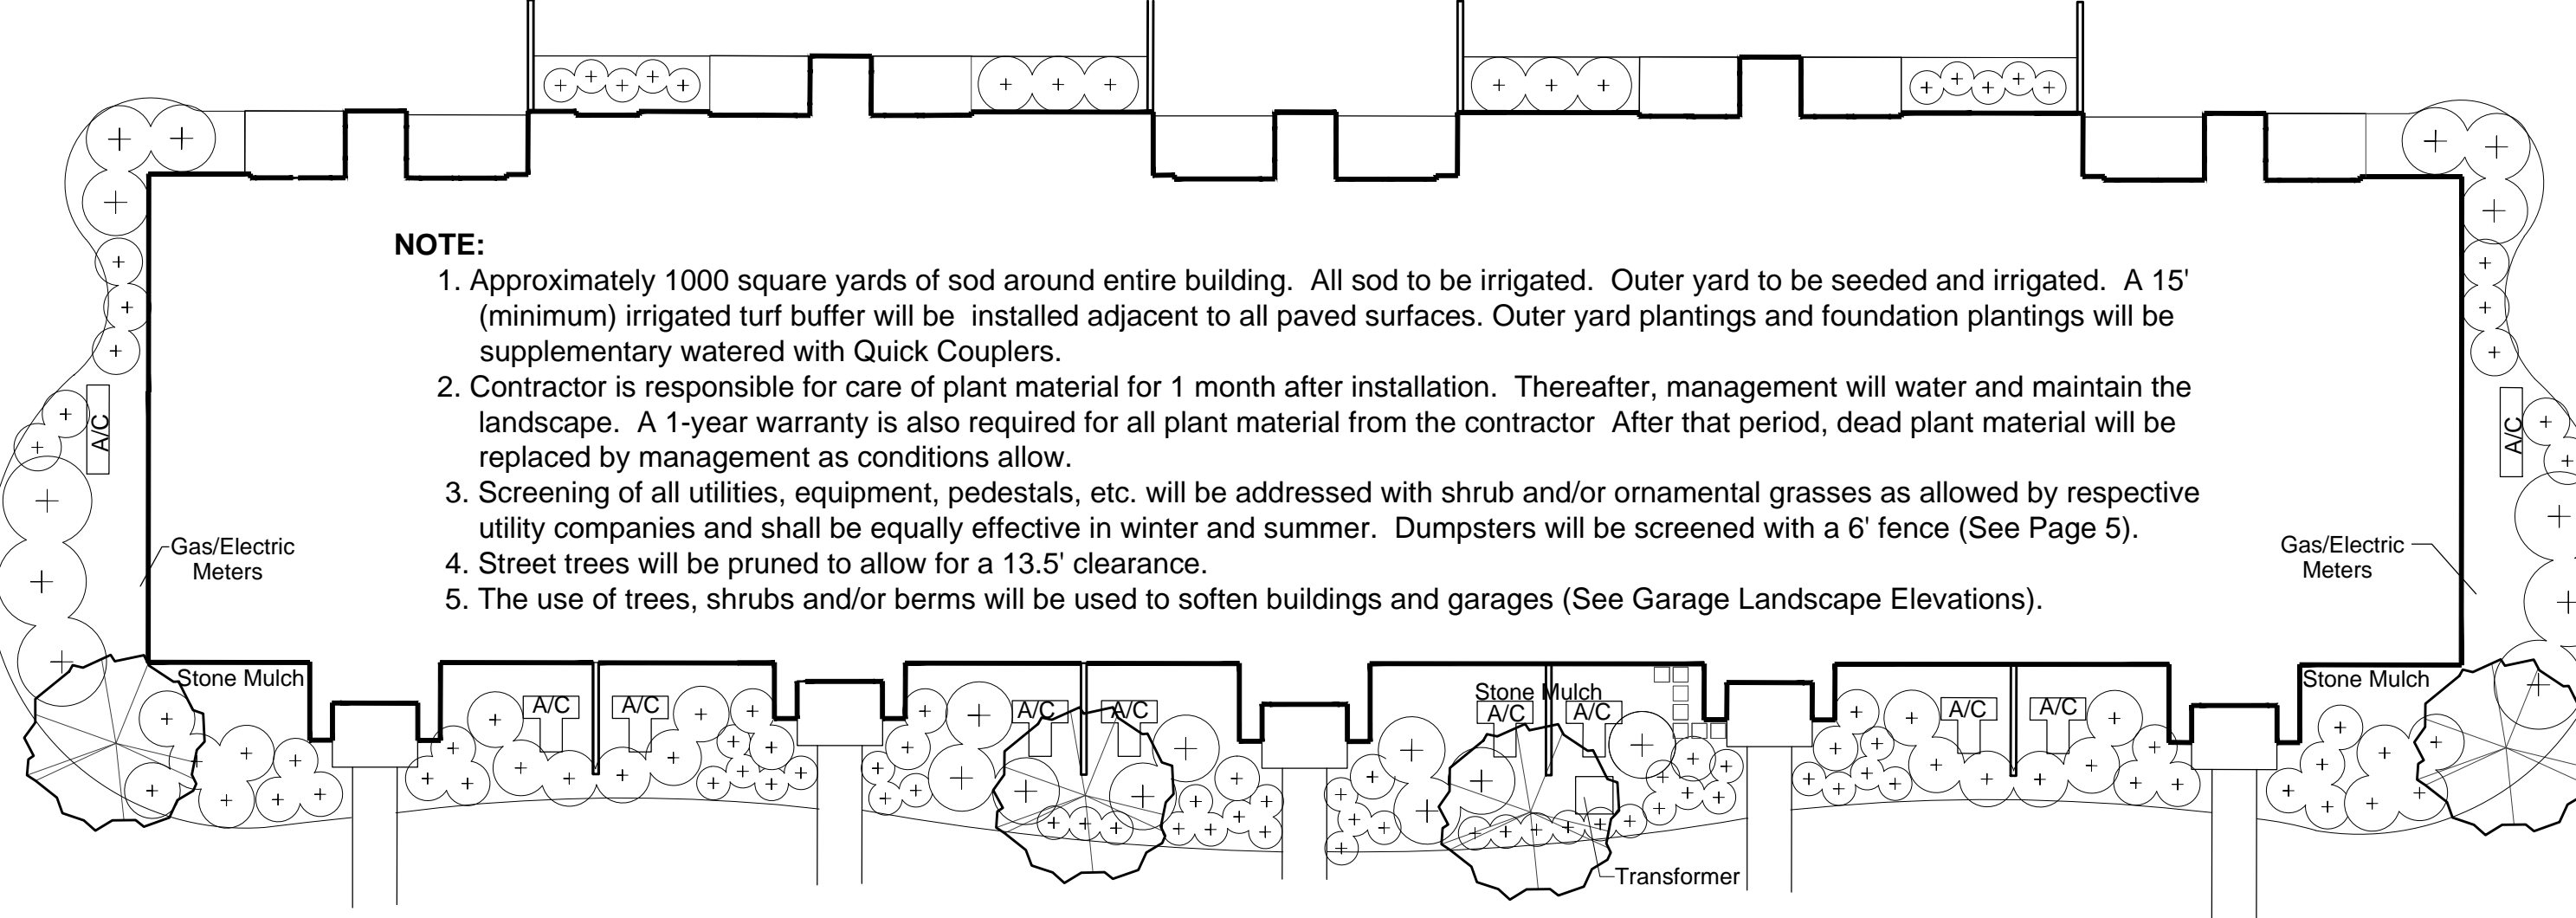 NOTE:
1. Approximately 1000 square yards of sod around entire building.  All sod to be irrigated.  Outer yard to be seeded and irrigated.  A 15'
(minimum) irrigated turf buffer will be  installed adjacent to all paved surfaces. Outer yard plantings and foundation plantings will be
supplementary watered with Quick Couplers.
2. Contractor is responsible for care of plant material for 1 month after installation.  Thereafter, management will water and maintain the
landscape.  A 1-year warranty is also required for all plant material from the contractor  After that period, dead plant material will be
replaced by management as conditions allow.
3. Screening of all utilities, equipment, pedestals, etc. will be addressed with shrub and/or ornamental grasses as allowed by respective
utility companies and shall be equally effective in winter and summer.  Dumpsters will be screened with a 6' fence (See Page 5).
4. Street trees will be pruned to allow for a 13.5' clearance.
5. The use of trees, shrubs and/or berms will be used to soften buildings and garages (See Garage Landscape Elevations).
A/C
A/C
Gas/Electric
Meters
Gas/Electric
Meters
Stone Mulch
Stone Mulch
Stone Mulch
A/C
A/C
A/C
A/C
A/C
A/C
A/C
A/C
Transformer